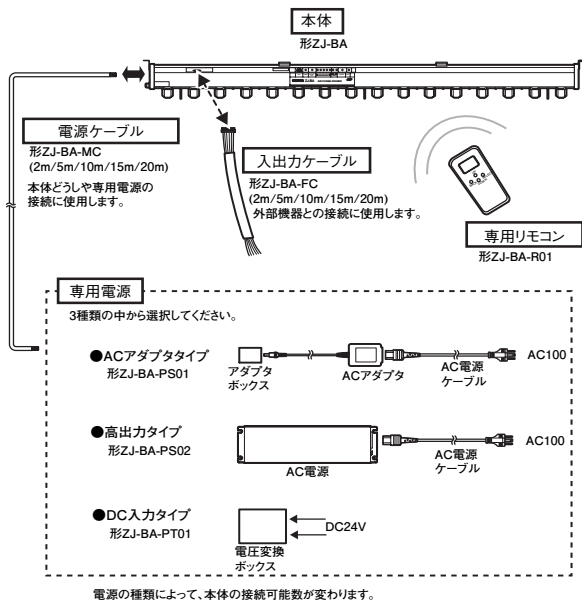 本体
形ZJ-BA
電源ケーブル
形ZJ-BA-MC
(2m/5m/10m/15m/20m)
本体どうしや専用電源の
接続に使用します。
入出力ケーブル
形ZJ-BA-FC
(2m/5m/10m/15m/20m)
外部機器との接続に使用します。
専用リモコン
形ZJ-BA-R01
専用電源
3種類の中から選択してください。
●ACアダプタタイプ
形ZJ-BA-PS01
アダプタ
ボックス
ACアダプタ
AC電源
ケーブル
AC100
●高出力タイプ
形ZJ-BA-PS02
AC電源
AC電源
ケーブル
AC100
●DC入力タイプ
形ZJ-BA-PT01
電圧変換
ボックス
DC24V
電源の種類によって、本体の接続可能数が変わります。